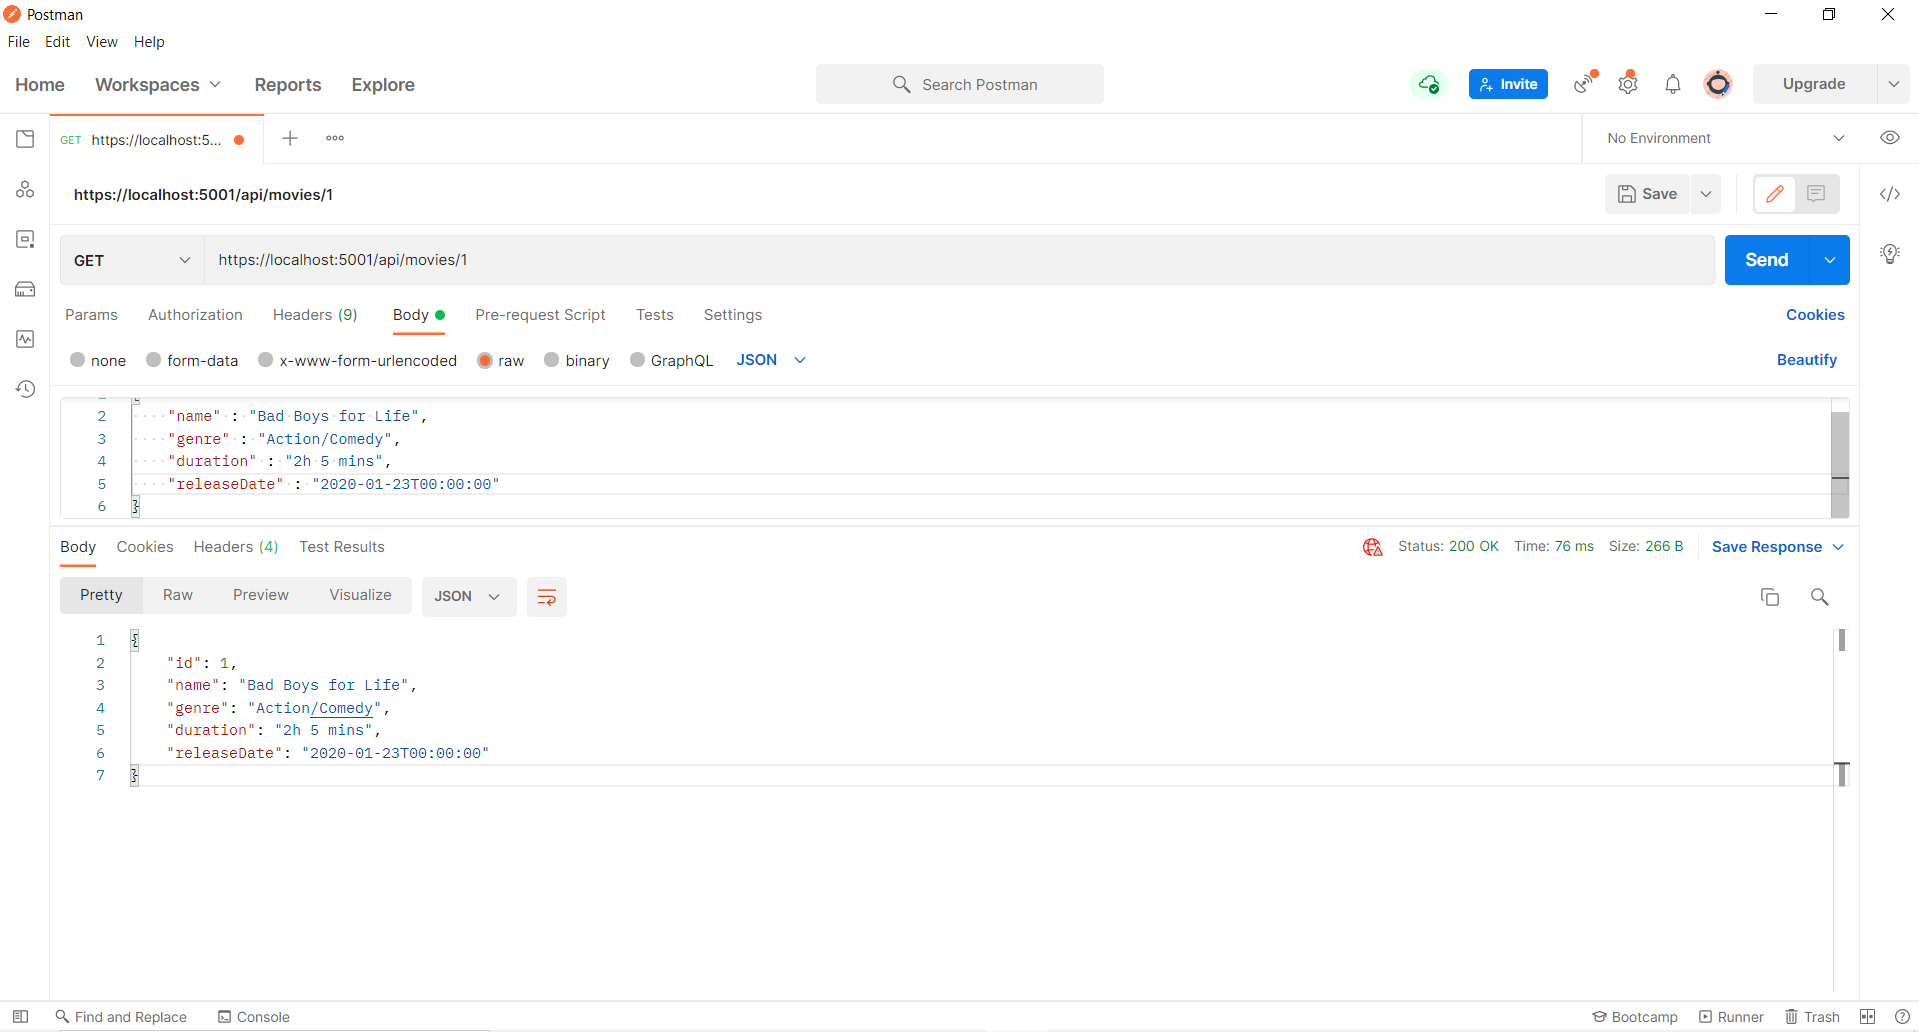 Postman
File Edit View Help
Home Workspaces Reports Explore Search Postman Invite Upgrade
GET https://localhost:5... No Environment
https://localhost:5001/api/movies/1 Save
GET https://localhost:5001/api/movies/1 Send
Params Authorization Headers (9) Body Pre-request Script Tests Settings Cookies
none form-data x-www-form-urlencoded raw binary GraphQL JSON Beautify
2 "name" : "Bad Boys for Life",
3 "genre" : "Action/Comedy",
4 "duration" : "2h 5 mins",
5 "releaseDate" : "2020-01-23T00:00:00"
6 }
Body Cookies Headers (4) Test Results Status: 200 OK Time: 76 ms Size: 266 B Save Response
Pretty Raw Preview Visualize JSON
1 {
2 "id": 1,
3 "name": "Bad Boys for Life",
4 "genre": "Action/Comedy",
5 "duration": "2h 5 mins",
6 "releaseDate": "2020-01-23T00:00:00"
7 }
Find and Replace Console Bootcamp Runner Trash